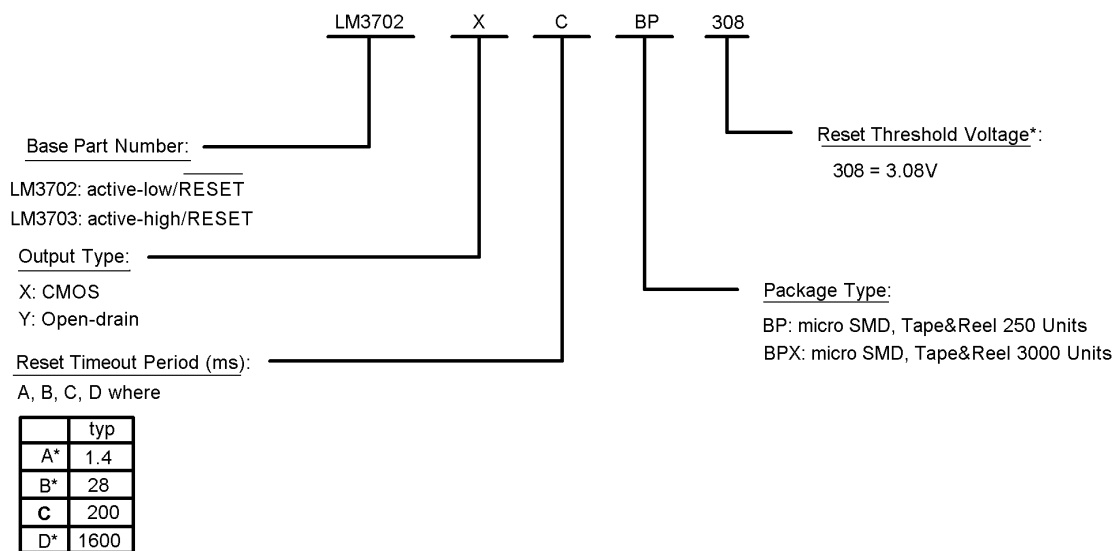 LM3702 X C BP 308
Base Part Number:
LM3702: active-low/RESET
LM3703: active-high/RESET
Output Type:
X: CMOS
Y: Open-drain
Reset Timeout Period (ms):
A, B, C, D where
typ
A* 1.4
B* 28
C 200
D* 1600
Reset Threshold Voltage*:
308 = 3.08V
Package Type:
BP: micro SMD, Tape&Reel 250 Units
BPX: micro SMD, Tape&Reel 3000 Units